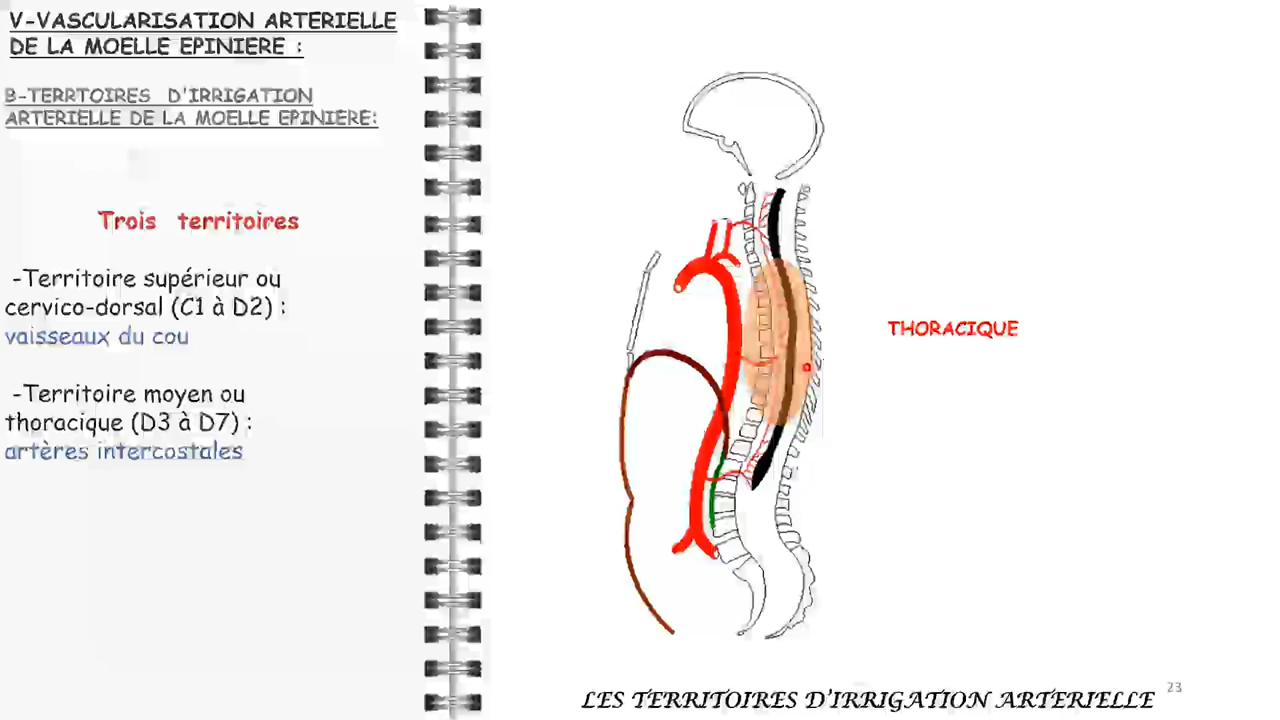 V-VASCULARISATION ARTERIELLE
DE LA MOELLE EPINIERE :
B-TERRTOIRES D'IRRIGATION
ARTERIELLE DE LA MOELLE EPINIERE:
Trois territoires
-Territoire supérieur ou
cervico-dorsal (C1 à D2) :
vaisseaux du cou
-Territoire moyen ou
thoracique (D3 à D7) :
artères intercostales
THORACIQUE
LES TERRITOIRES D'IRRIGATION ARTERIELLE
23